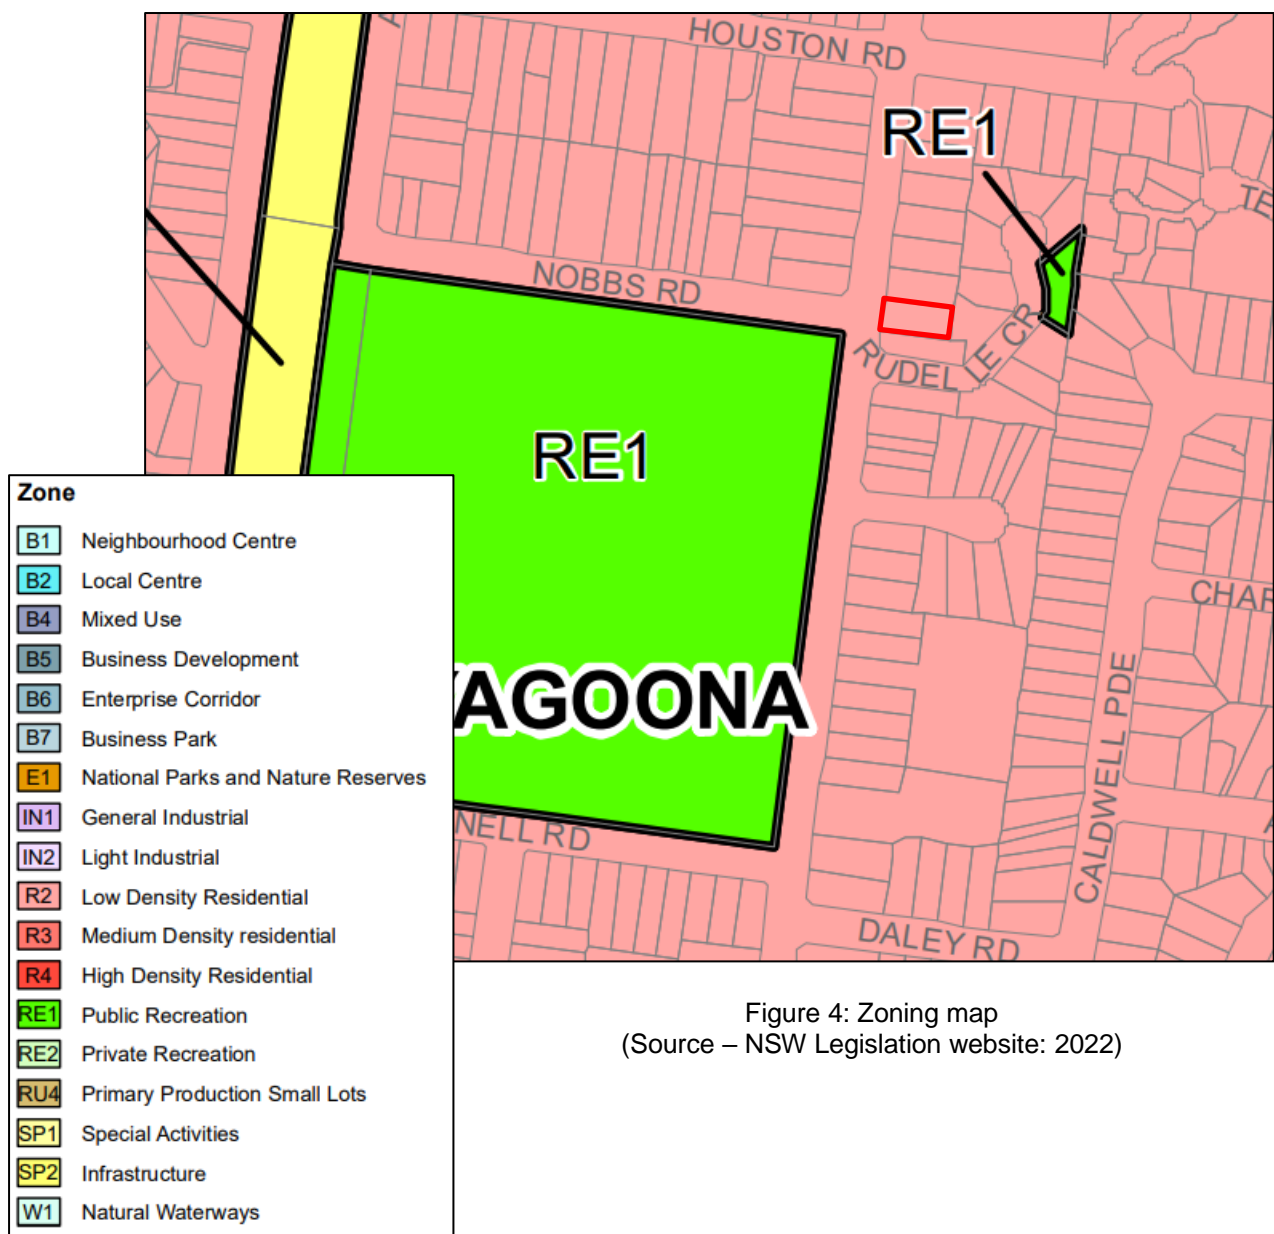 HOUSTON RD
RE1
TE
NOBBS RD
LE CR
RUDEL
RE1
CHAR
YAGOONA
CALDWELL PDE
NELL RD
DALEY RD
Zone
B1 Neighbourhood Centre
B2 Local Centre
B4 Mixed Use
B5 Business Development
B6 Enterprise Corridor
B7 Business Park
E1 National Parks and Nature Reserves
IN1 General Industrial
IN2 Light Industrial
R2 Low Density Residential
R3 Medium Density residential
R4 High Density Residential
RE1 Public Recreation
RE2 Private Recreation
RU4 Primary Production Small Lots
SP1 Special Activities
SP2 Infrastructure
W1 Natural Waterways
Figure 4: Zoning map
(Source – NSW Legislation website: 2022)